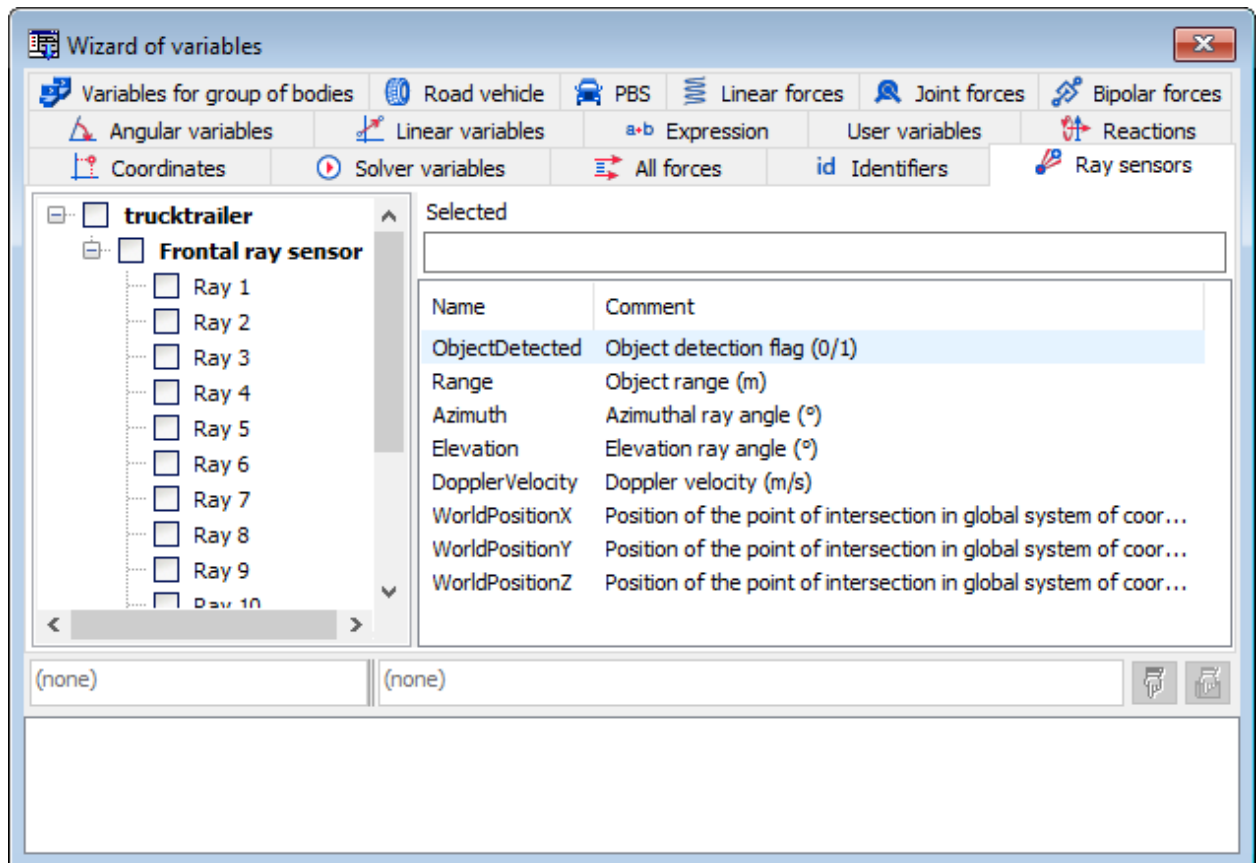 Wizard of variables
Variables for group of bodies Road vehicle PBS Linear forces Joint forces Bipolar forces
Angular variables Linear variables a+b Expression User variables Reactions
Coordinates Solver variables All forces id Identifiers Ray sensors
trucktrailer
Frontal ray sensor
Ray 1
Ray 2
Ray 3
Ray 4
Ray 5
Ray 6
Ray 7
Ray 8
Ray 9
Ray 10
Selected
Name Comment
ObjectDetected Object detection flag (0/1)
Range Object range (m)
Azimuth Azimuthal ray angle (°)
Elevation Elevation ray angle (°)
DopplerVelocity Doppler velocity (m/s)
WorldPositionX Position of the point of intersection in global system of coor...
WorldPositionY Position of the point of intersection in global system of coor...
WorldPositionZ Position of the point of intersection in global system of coor...
(none) (none)